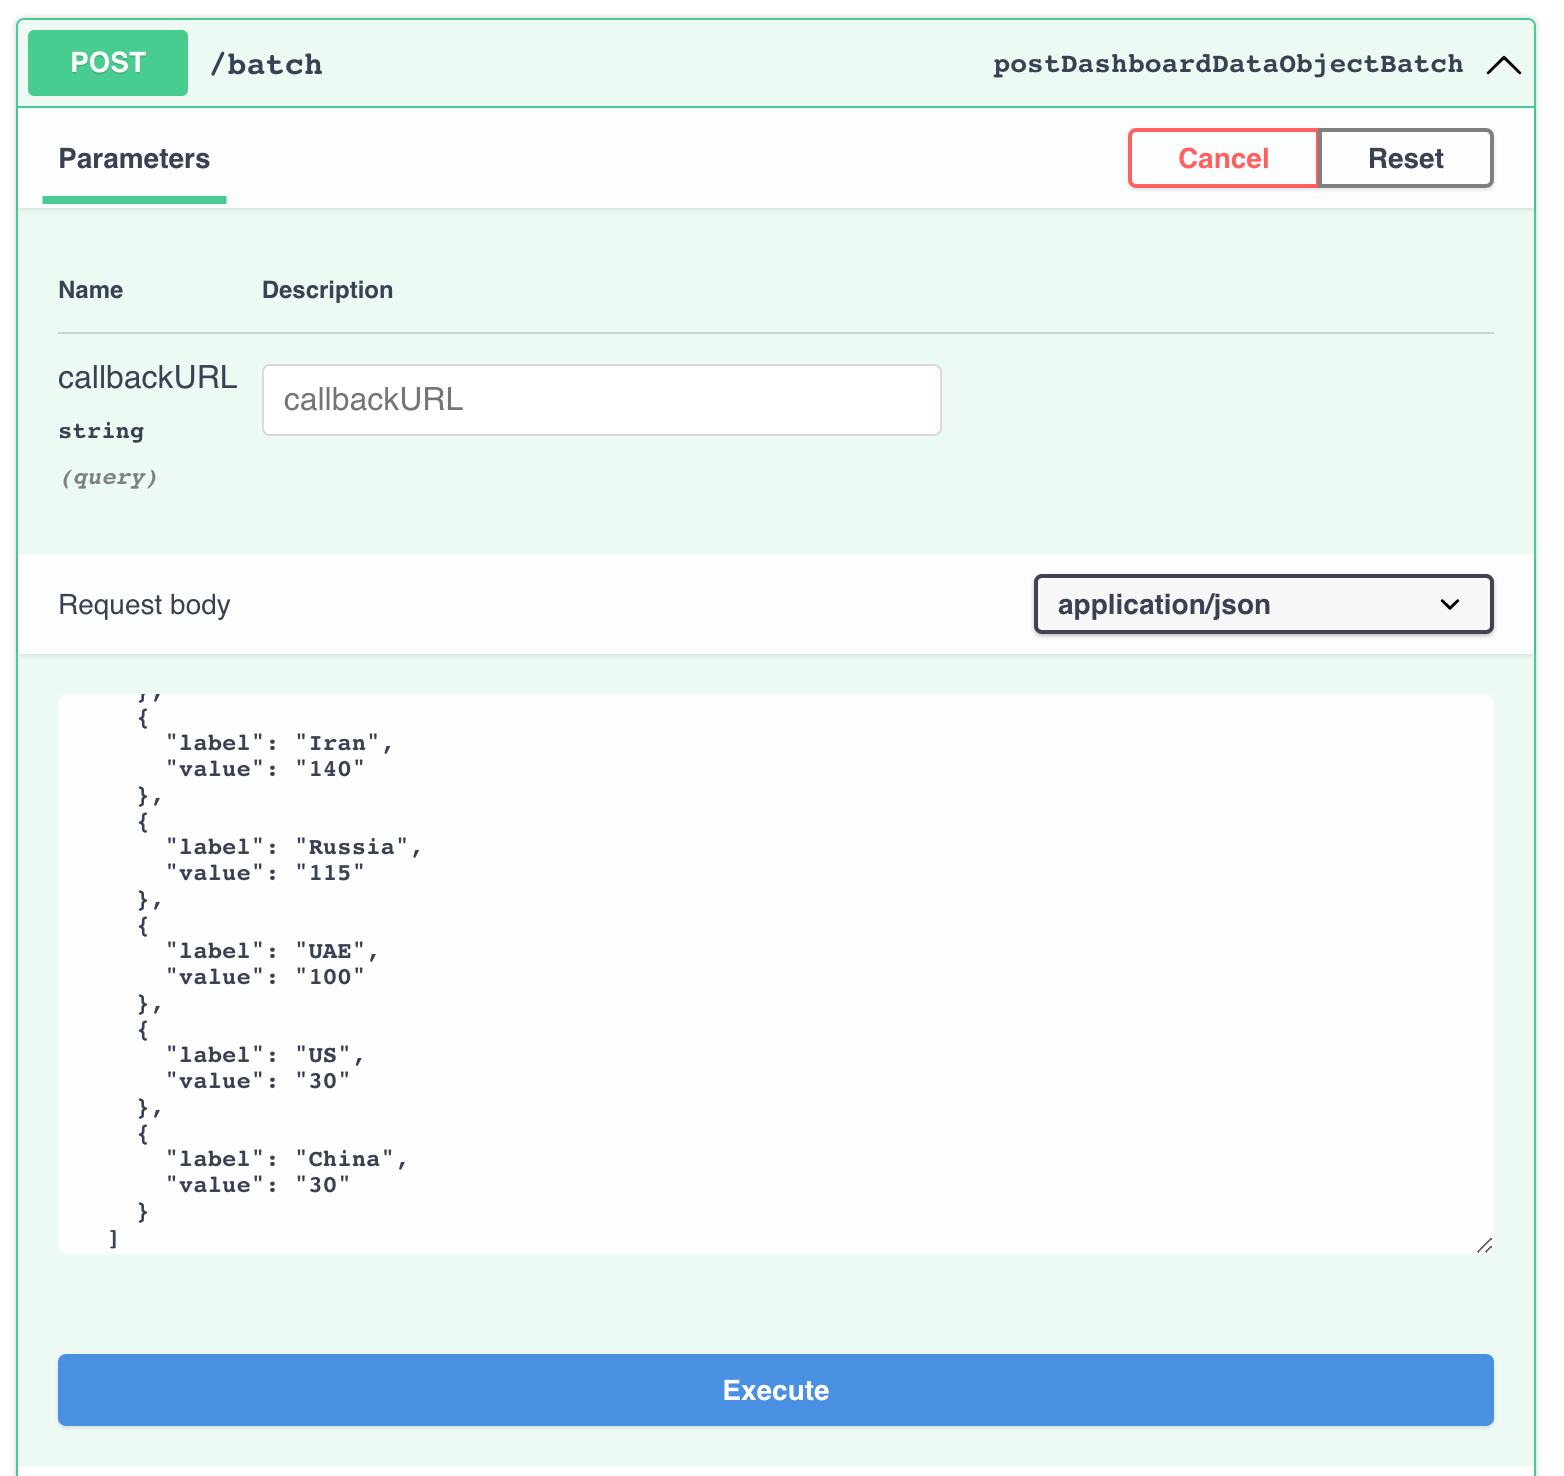 POST /batch postDashboardDataObjectBatch
Parameters Cancel Reset
Name Description
callbackURL callbackURL
string
(query)
Request body application/json
},
{
"label": "Iran",
"value": "140"
},
{
"label": "Russia",
"value": "115"
},
{
"label": "UAE",
"value": "100"
},
{
"label": "US",
"value": "30"
},
{
"label": "China",
"value": "30"
}
]
Execute